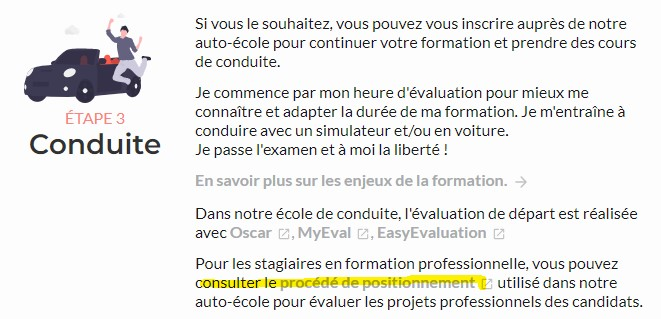 ÉTAPE 3
Conduite
Si vous le souhaitez, vous pouvez vous inscrire auprès de notre
auto-école pour continuer votre formation et prendre des cours
de conduite.
Je commence par mon heure d'évaluation pour mieux me
connaître et adapter la durée de ma formation. Je m'entraîne à
conduire avec un simulateur et/ou en voiture.
Je passe l'examen et à moi la liberté !
En savoir plus sur les enjeux de la formation. →
Dans notre école de conduite, l'évaluation de départ est réalisée
avec Oscar, MyEval, EasyEvaluation
Pour les stagiaires en formation professionnelle, vous pouvez
consulter le procédé de positionnement utilisé dans notre
auto-école pour évaluer les projets professionnels des candidats.